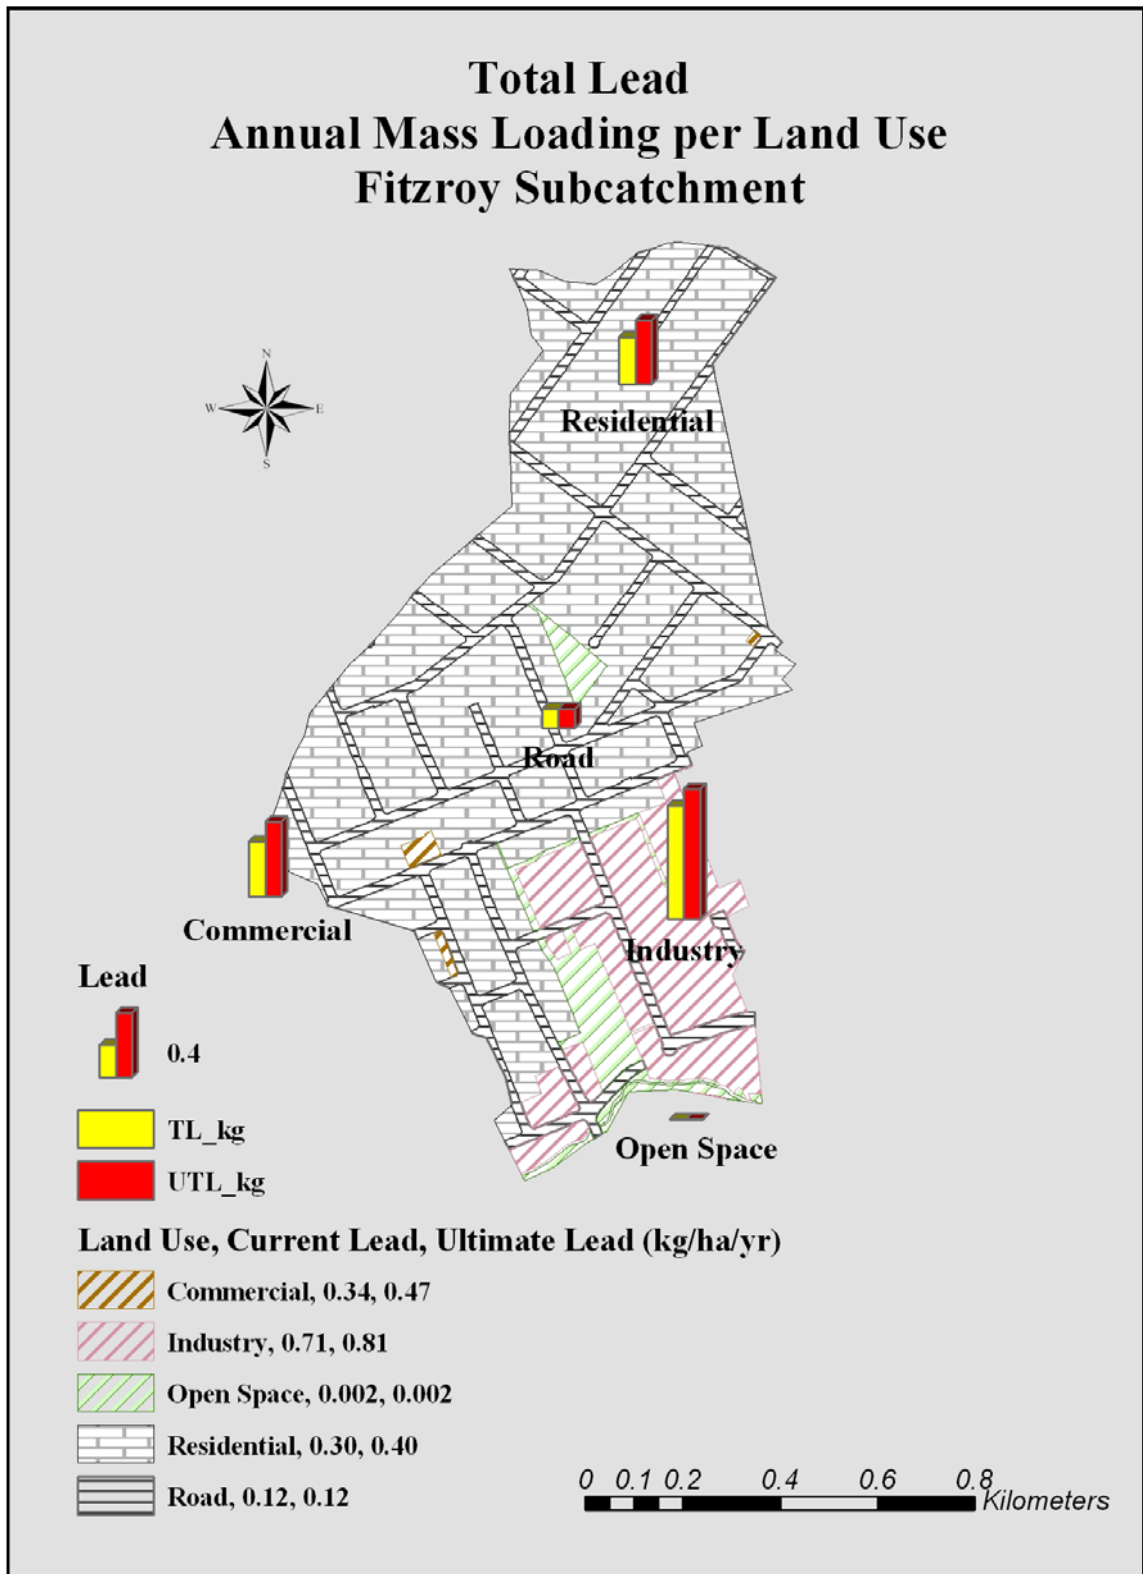 Total Lead
Annual Mass Loading per Land Use
Fitzroy Subcatchment
N
W
E
S
Residential
Road
Commercial
Industry
Open Space
Lead
0.4
TL_kg
UTL_kg
Land Use, Current Lead, Ultimate Lead (kg/ha/yr)
Commercial, 0.34, 0.47
Industry, 0.71, 0.81
Open Space, 0.002, 0.002
Residential, 0.30, 0.40
Road, 0.12, 0.12
0 0.1 0.2 0.4 0.6 0.8
Kilometers